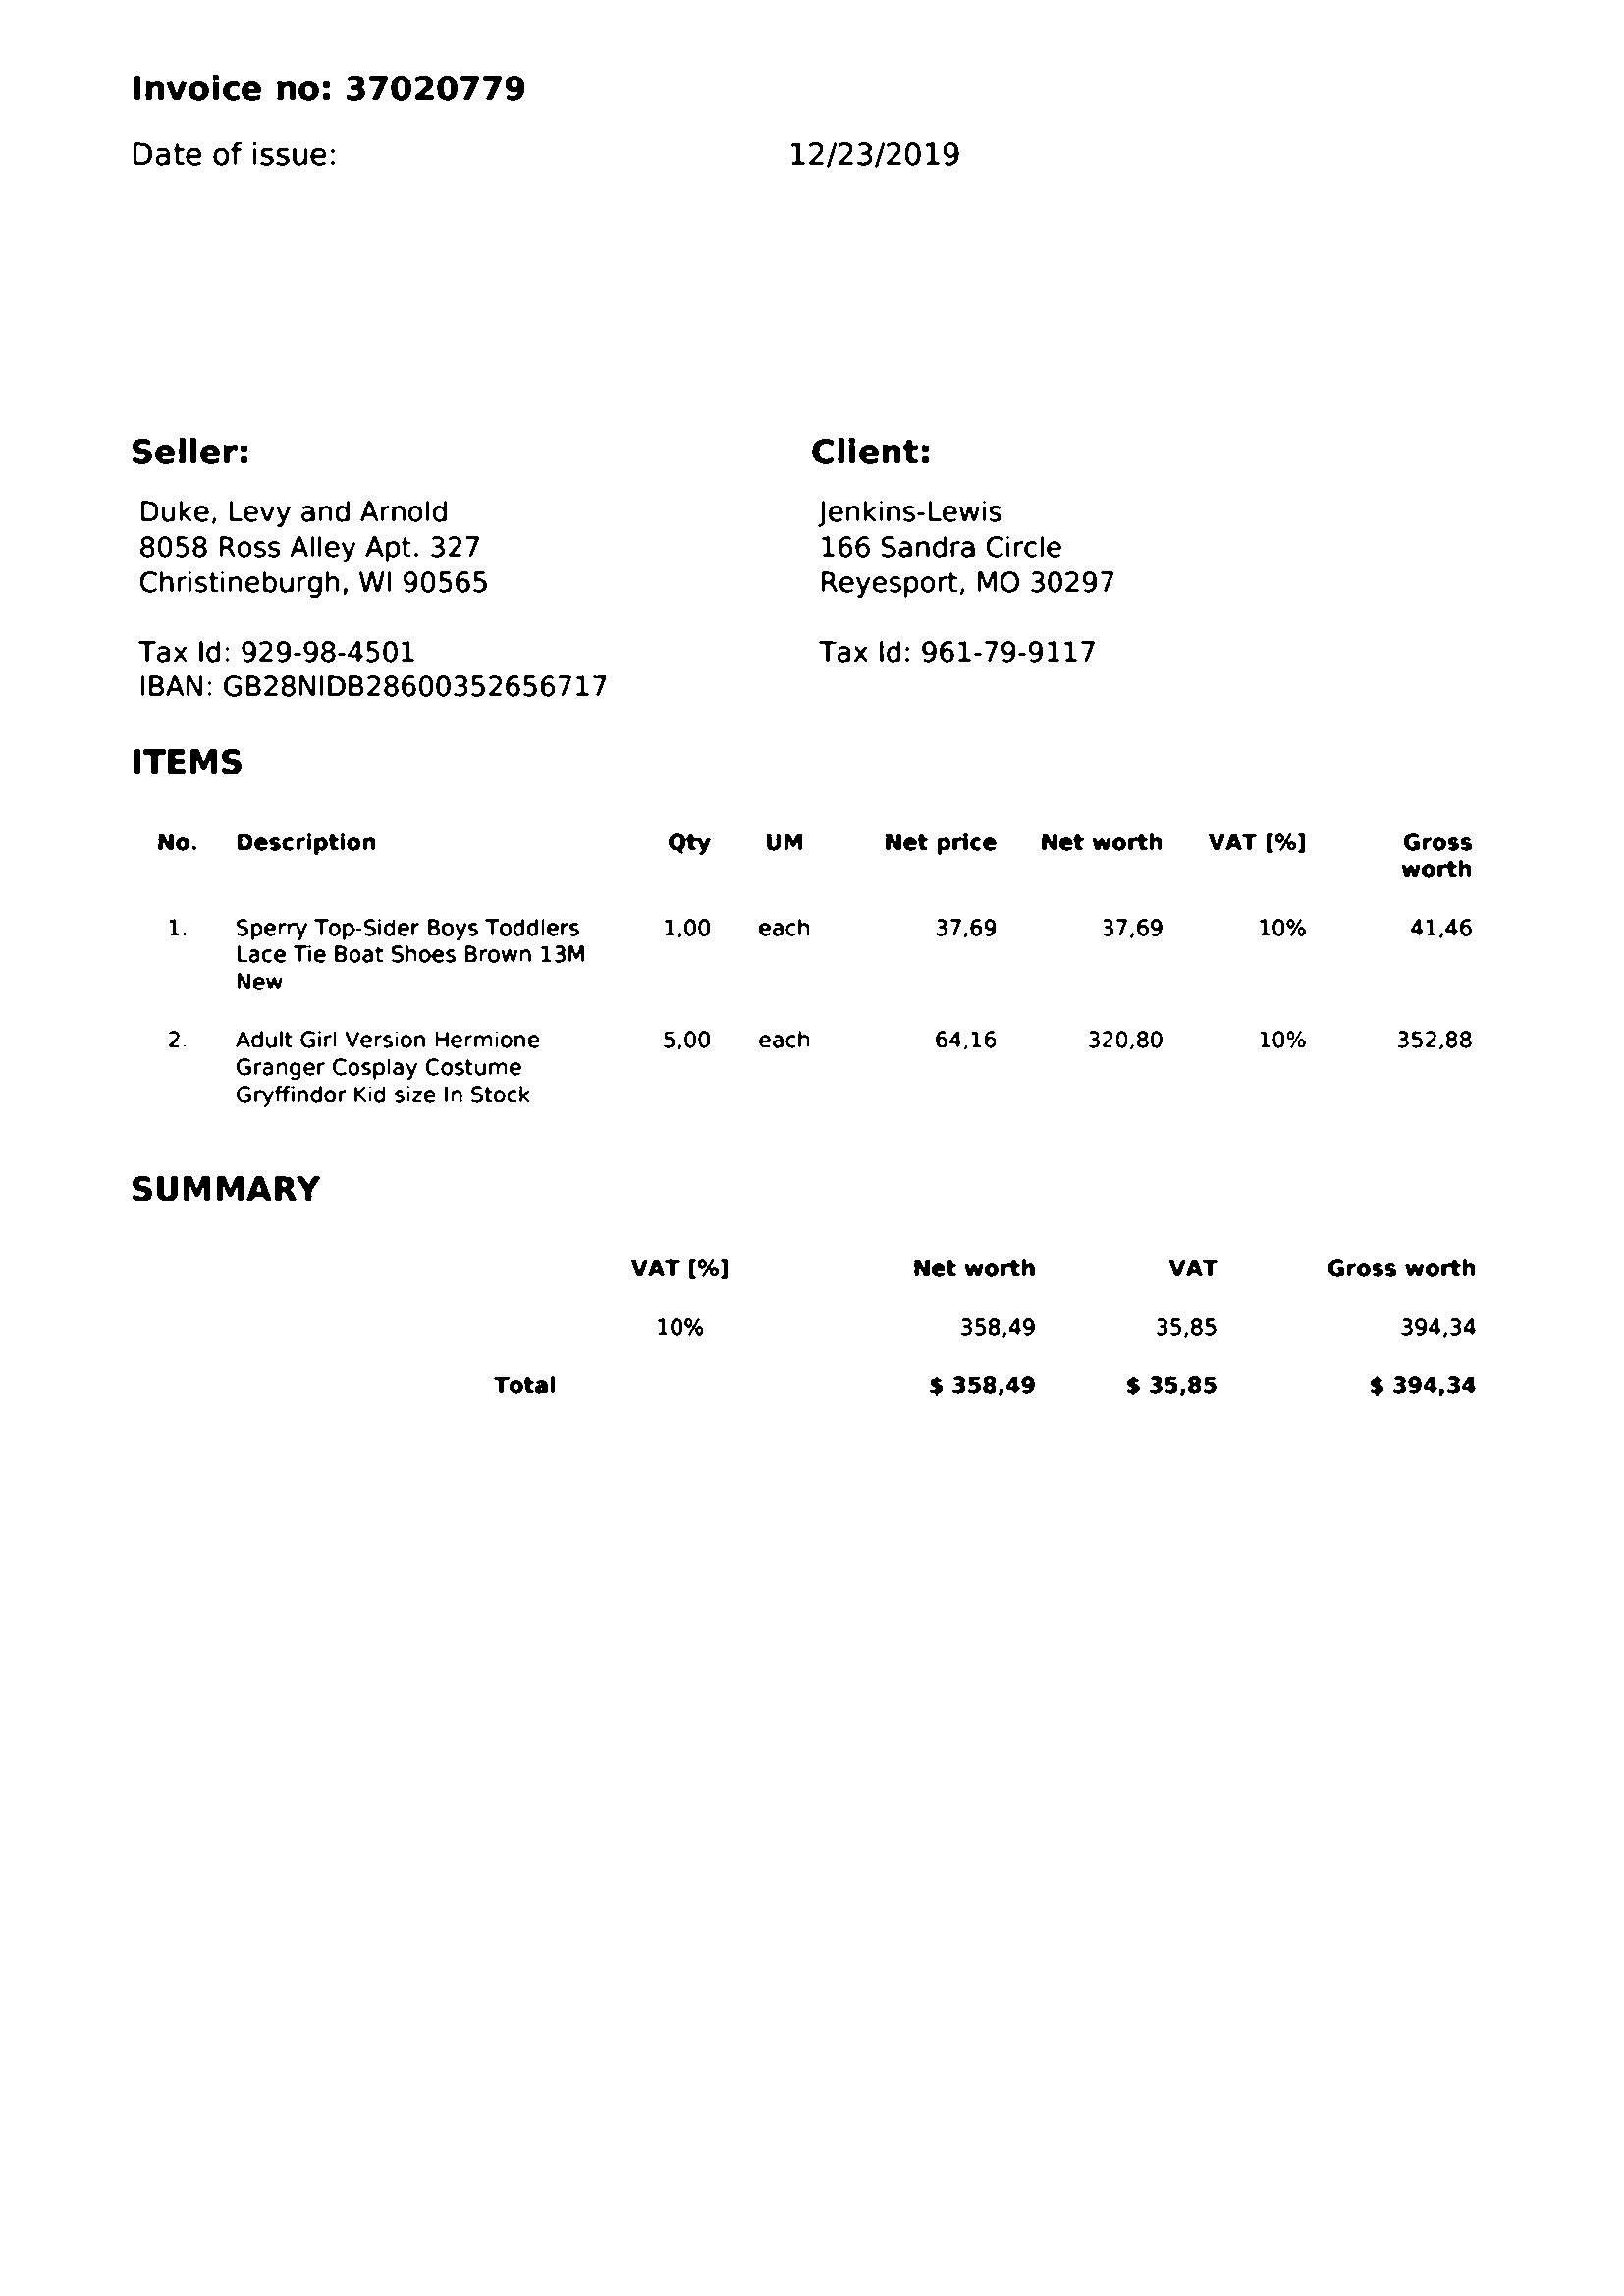 Invoice no: 37020779
Date of issue: 12/23/2019
Seller: Client:
Duke, Levy and Arnold Jenkins-Lewis
8058 Ross Alley Apt. 327 166 Sandra Circle
Christineburgh, WI 90565 Reyesport, MO 30297
Tax Id: 929-98-4501 Tax Id: 961-79-9117
IBAN: GB28NIDB28600352656717
ITEMS
No. Description Qty UM Net price Net worth VAT [%] Gross
worth
1. Sperry Top-Sider Boys Toddlers 1,00 each 37,69 37,69 10% 41,46
Lace Tie Boat Shoes Brown 13M
New
2. Adult Girl Version Hermione 5,00 each 64,16 320,80 10% 352,88
Granger Cosplay Costume
Gryffindor Kid size In Stock
SUMMARY
VAT [%] Net worth VAT Gross worth
10% 358,49 35,85 394,34
Total $ 358,49 $ 35,85 $ 394,34